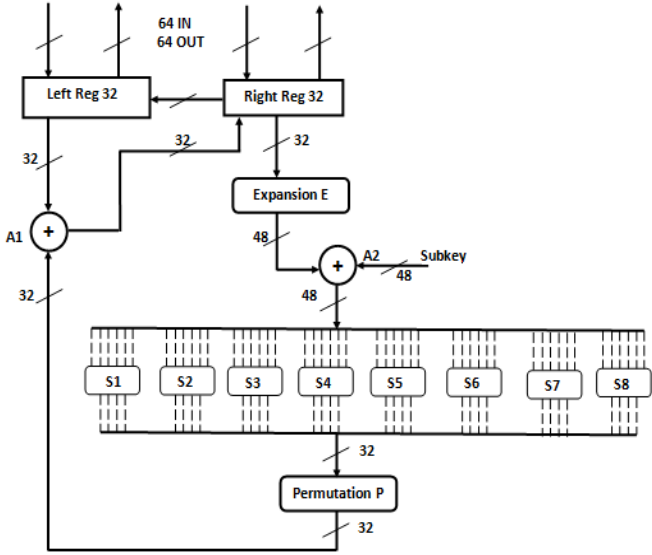 64 IN
64 OUT
Left Reg 32
Right Reg 32
32
32
32
Expansion E
A1
+
48
+
A2
Subkey
48
32
48
S1
S2
S3
S4
S5
S6
S7
S8
32
Permutation P
32